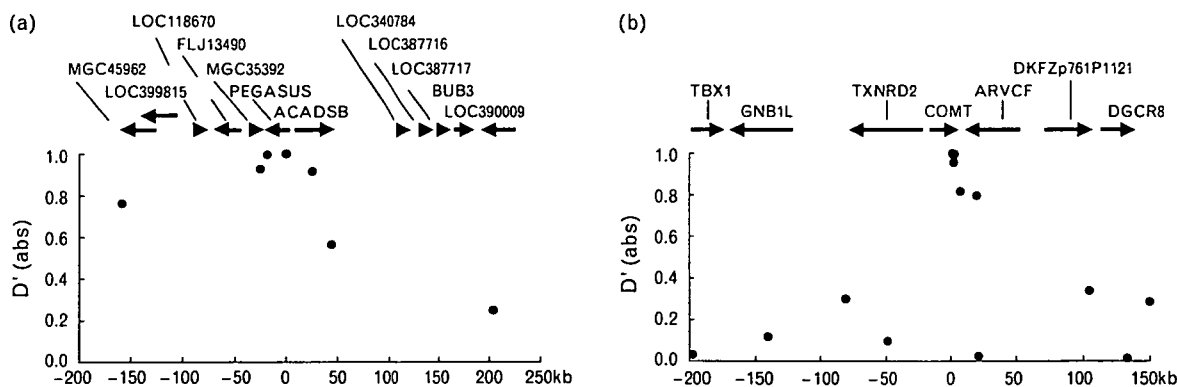 (a)
LOC118670
FLJ13490
MGC45962
MGC35392
LOC399815
PEGASUS
ACADSB
LOC340784
LOC387716
LOC387717
BUB3
LOC390009
D' (abs)
1.0
0.8
0.6
0.4
0.2
0.0
-200 -150 -100 -50 0 50 100 150 200 250kb
(b)
DKFZp761P1121
TBX1
TXNRD2
ARVCF
GNB1L
COMT
DGCR8
D' (abs)
1.0
0.8
0.6
0.4
0.2
0.0
-200 -150 -100 -50 0 50 100 150kb